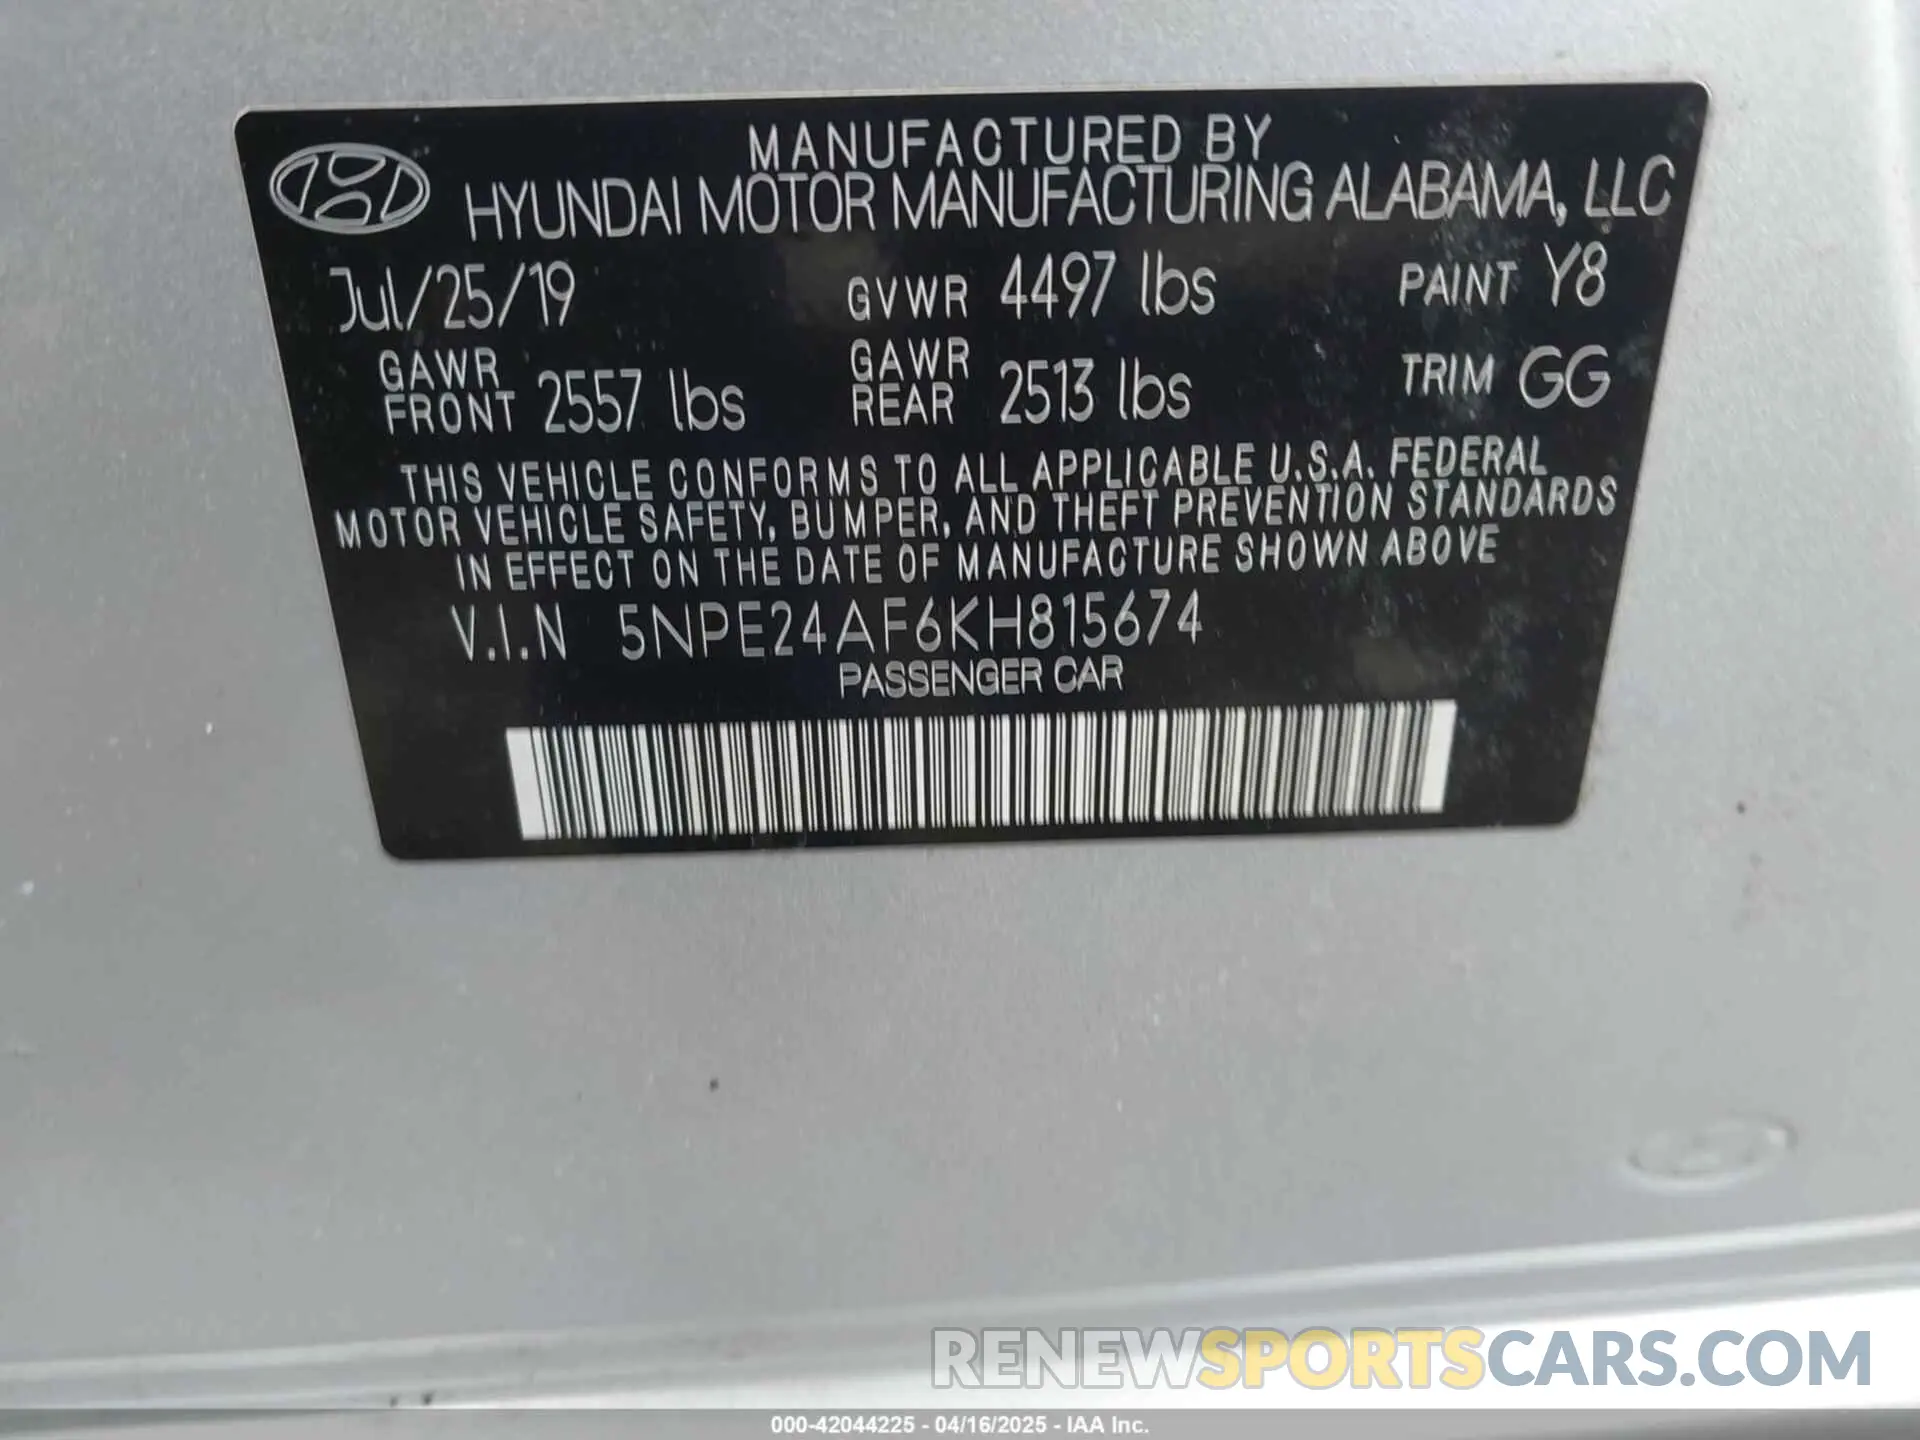 MANUFACTURED BY
HYUNDAI MOTOR MANUFACTURING ALABAMA, LLC
Jul/25/19 GVWR 4497 lbs PAINT Y8
GAWR FRONT 2557 lbs GAWR REAR 2513 lbs TRIM GG
THIS VEHICLE CONFORMS TO ALL APPLICABLE U.S.A. FEDERAL
MOTOR VEHICLE SAFETY, BUMPER, AND THEFT PREVENTION STANDARDS
IN EFFECT ON THE DATE OF MANUFACTURE SHOWN ABOVE
V.I.N 5NPE24AF6KH815674
PASSENGER CAR
RENEWSPORTSCARS.COM
000-42044225 - 04/16/2025 - IAA Inc.